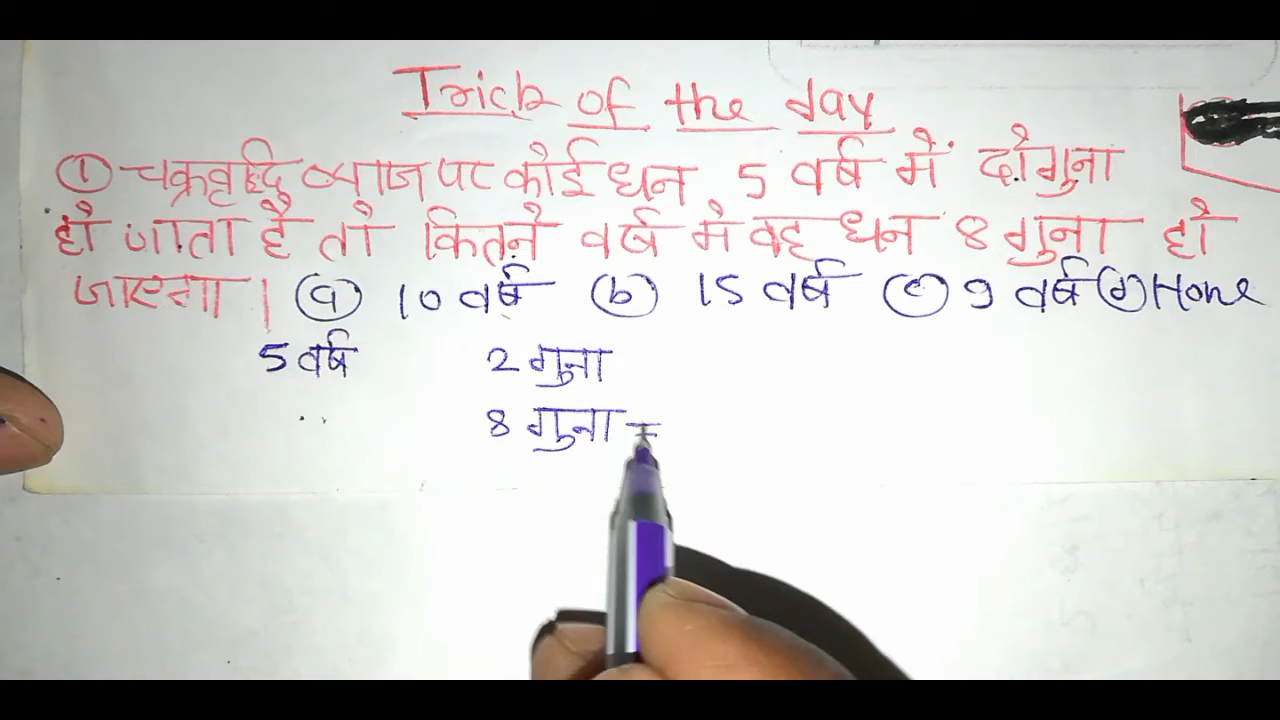 Trick of the day
① चक्रवृद्धि ब्याज पर कोई धन 5 वर्ष में दोगुना
हो जाता है तो कितने वर्ष मे वह धन 8 गुना हो
जाएगा। (a) 10 वर्ष (b) 15 वर्ष (c) 9 वर्ष (d) None
5 वर्ष 2 गुना
8 गुना =